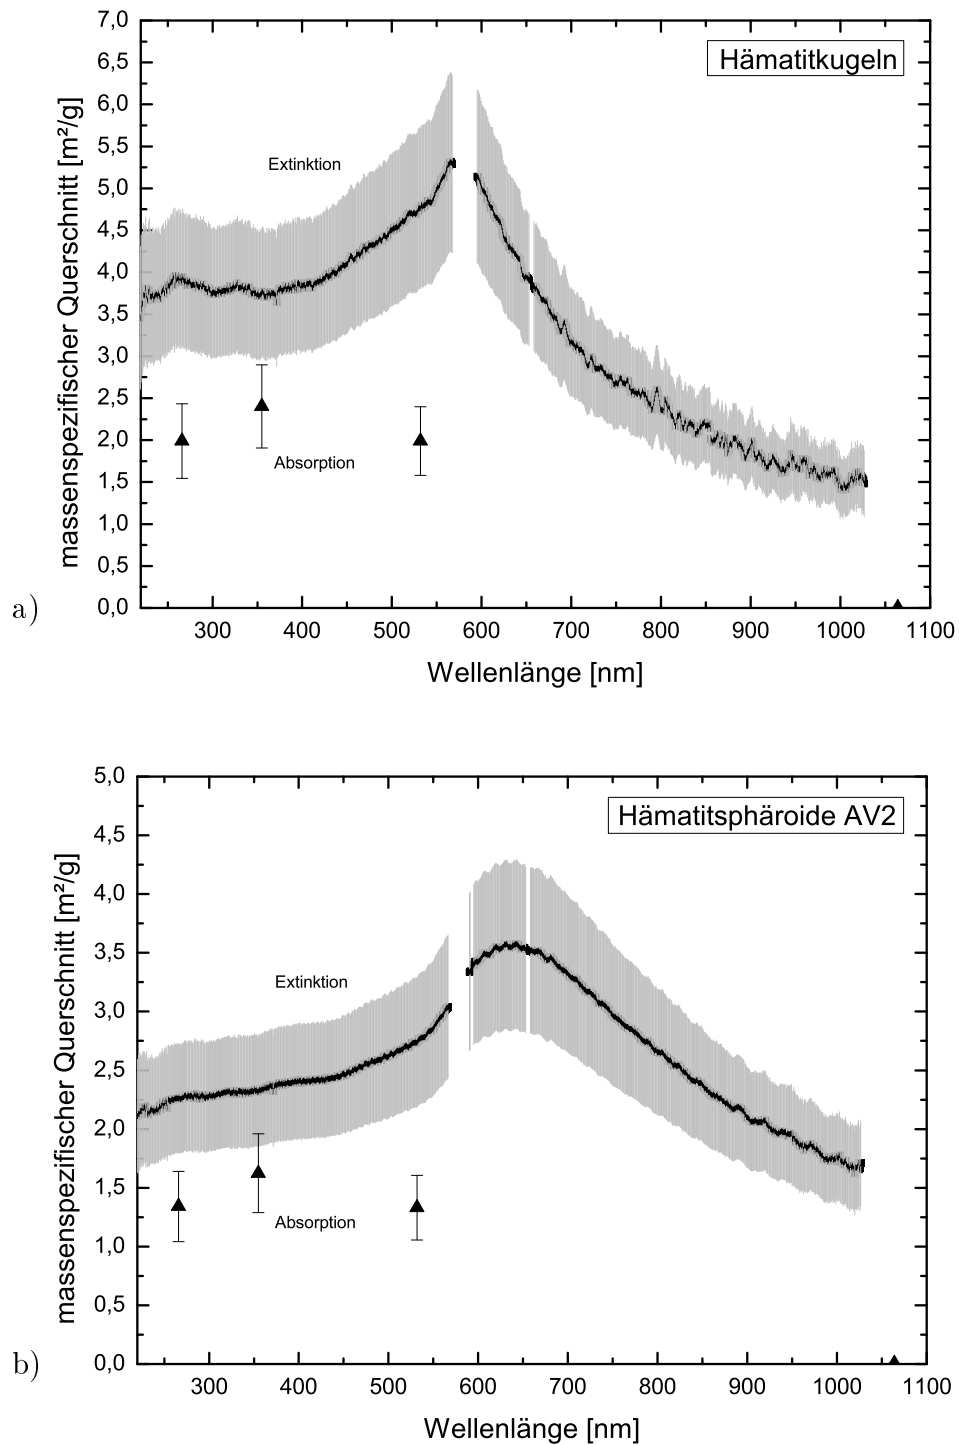 7,0
6,5
6,0
5,5
5,0
4,5
4,0
3,5
3,0
2,5
2,0
1,5
1,0
0,5
0,0
massenspezifischer Querschnitt [m²/g]
Hämatitkugeln
Extinktion
Absorption
a)
300 400 500 600 700 800 900 1000 1100
Wellenlänge [nm]
5,0
4,5
4,0
3,5
3,0
2,5
2,0
1,5
1,0
0,5
0,0
massenspezifischer Querschnitt [m²/g]
Hämatitsphäroide AV2
Extinktion
Absorption
b)
300 400 500 600 700 800 900 1000 1100
Wellenlänge [nm]